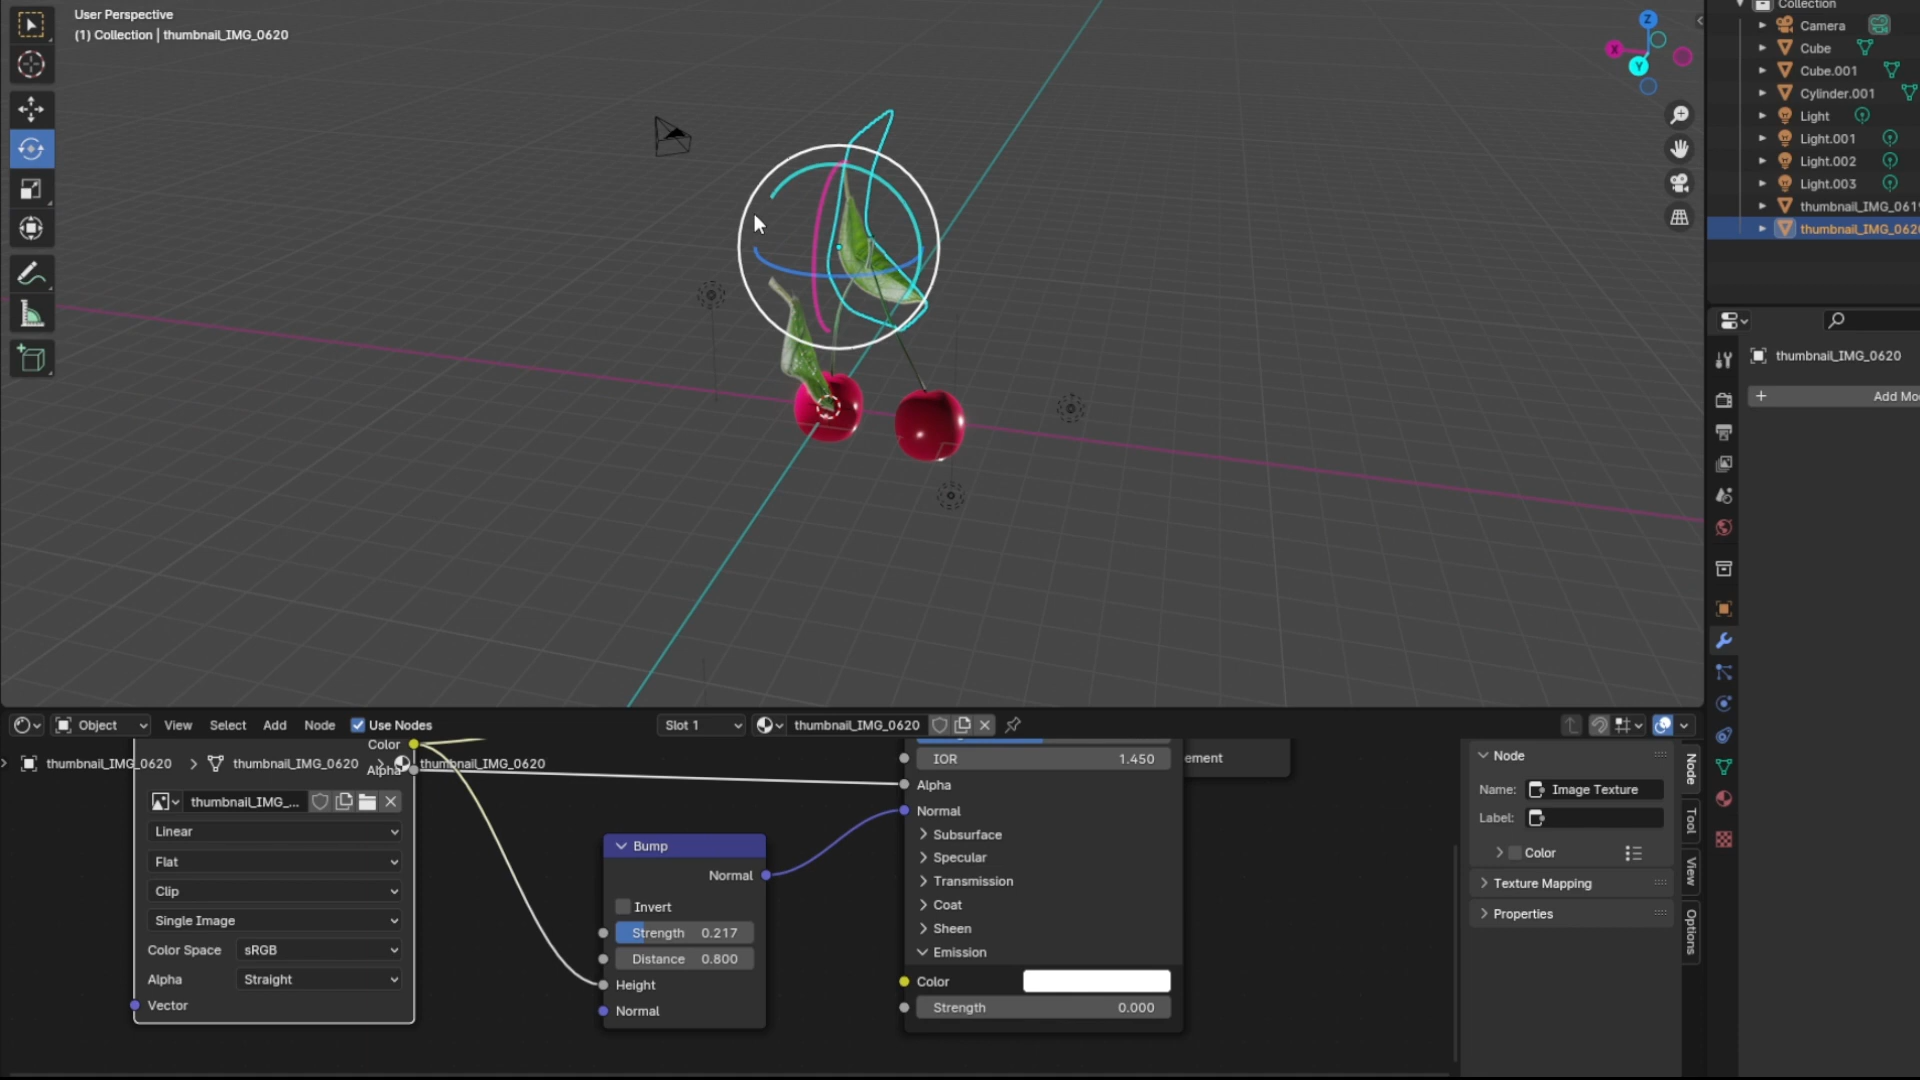 User Perspective
(1) Collection | thumbnail_IMG_0620
Z
X
Y
Collection
Camera
Cube
Cube.001
Cylinder.001
Light
Light.001
Light.002
Light.003
thumbnail_IMG_061
thumbnail_IMG_062
thumbnail_IMG_0620
Add Mo
Object
View
Select
Add
Node
Use Nodes
Slot 1
thumbnail_IMG_0620
thumbnail_IMG_0620
thumbnail_IMG_0620
thumbnail_IMG_0620
Color
Alpha
thumbnail_IMG_...
Linear
Flat
Clip
Single Image
Color Space
sRGB
Alpha
Straight
Vector
Bump
Normal
Invert
Strength 0.217
Distance 0.800
Height
Normal
IOR 1.450
Alpha
Normal
Subsurface
Specular
Transmission
Coat
Sheen
Emission
Color
Strength 0.000
ement
Node
Name: Image Texture
Label:
Color
Texture Mapping
Properties
Node
Tool
View
Options